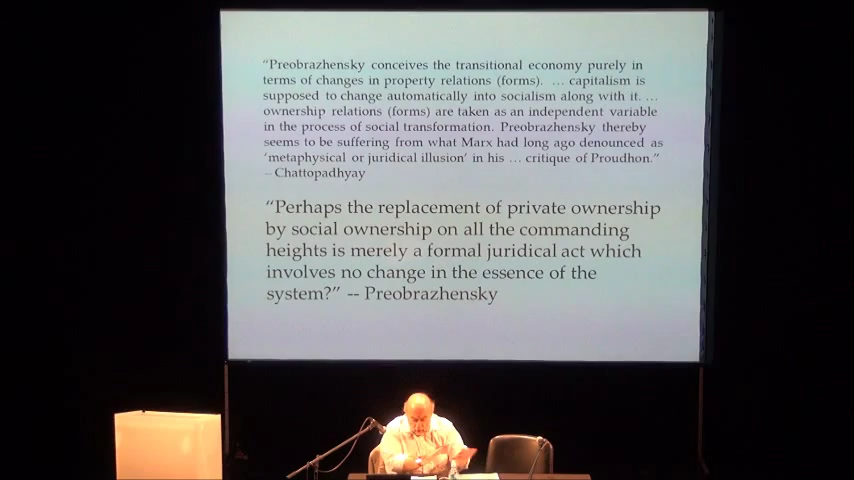 “Preobrazhensky conceives the transitional economy purely in
terms of changes in property relations (forms).  … capitalism is
supposed to change automatically into socialism along with it. …
ownership relations (forms) are taken as an independent variable
in the process of social transformation. Preobrazhensky thereby
seems to be suffering from what Marx had long ago denounced as
‘metaphysical or juridical illusion’ in his … critique of Proudhon.”
– Chattopadhyay
“Perhaps the replacement of private ownership
by social ownership on all the commanding
heights is merely a formal juridical act which
involves no change in the essence of the
system?” -- Preobrazhensky